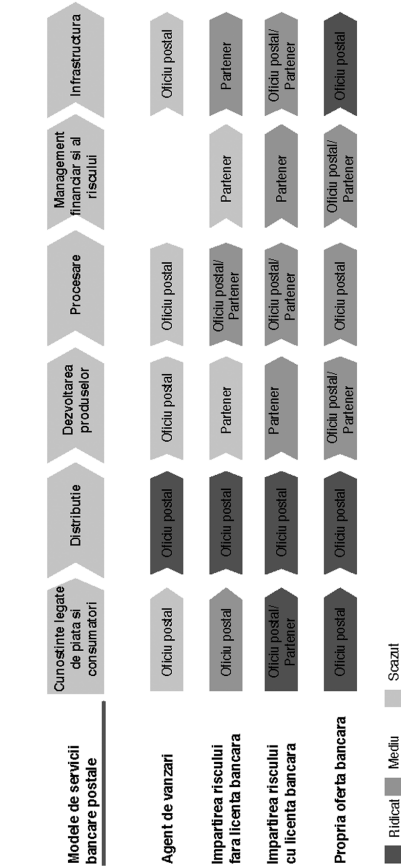 Modele de servicii
bancare postale
Cunostinte legate
de piata si
consumatori
Distributie
Dezvoltarea
produselor
Procesare
Management
financiar si al
riscului
Infrastructura
Agent de vanzari
Oficiu postal
Oficiu postal
Oficiu postal
Oficiu postal
Oficiu postal
Impartirea riscului
fara licenta bancara
Oficiu postal
Oficiu postal
Partener
Oficiu postal/
Partener
Partener
Partener
Impartirea riscului
cu licenta bancara
Oficiu postal/
Partener
Oficiu postal
Partener
Oficiu postal/
Partener
Partener
Oficiu postal/
Partener
Propria oferta bancara
Oficiu postal
Oficiu postal
Oficiu postal/
Partener
Oficiu postal
Oficiu postal/
Partener
Oficiu postal
Ridicat
Mediu
Scazut